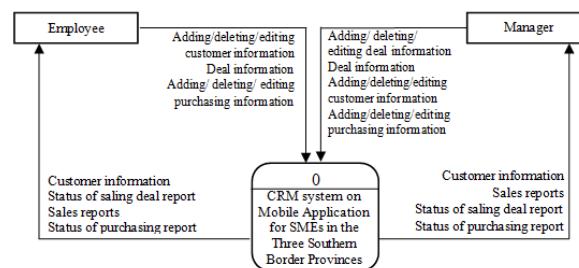 Employee
Manager
Adding/deleting/editing
customer information
Deal information
Adding/ deleting/ editing
purchasing information
Adding/ deleting/
editing deal information
Deal information
Adding/deleting/editing
customer information
Adding/deleting/editing
purchasing information
0
CRM system on
Mobile Application
for SMEs in the
Three Southern
Border Provinces
Customer information
Status of saling deal report
Sales reports
Status of purchasing report
Customer information
Sales reports
Status of saling deal report
Status of purchasing report